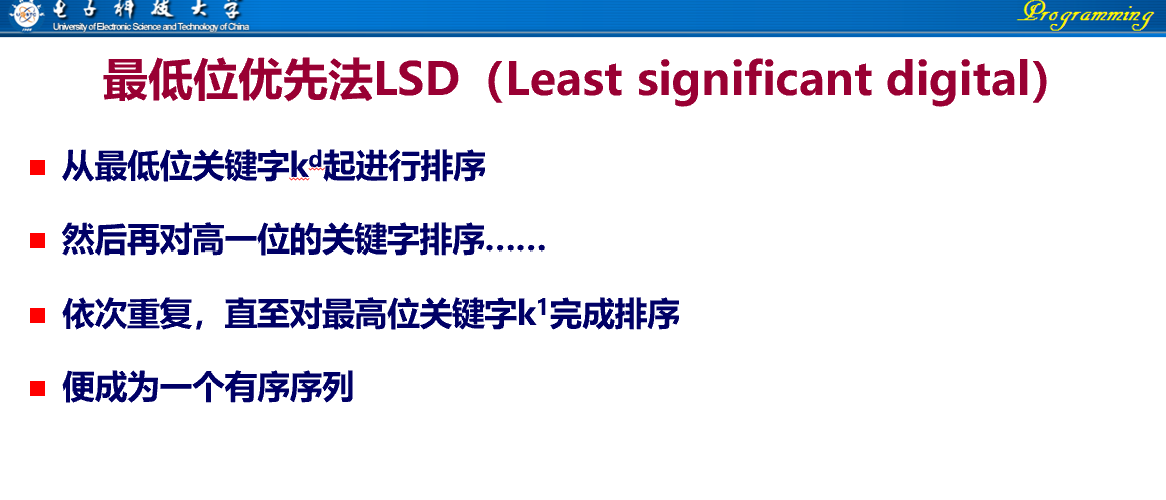 电子科技大学
University of Electronic Science and Technology of China
Programming
最低位优先法LSD（Least significant digital）
从最低位关键字kd起进行排序
然后再对高一位的关键字排序……
依次重复，直至对最高位关键字k1完成排序
便成为一个有序序列